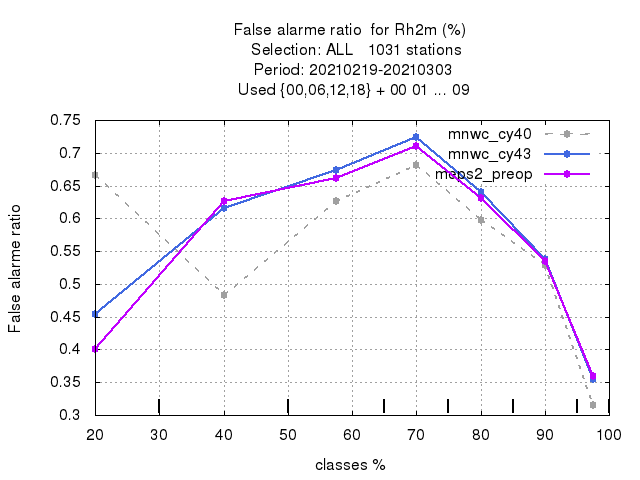 False alarme ratio for Rh2m (%)
Selection: ALL 1031 stations
Period: 20210219-20210303
Used {00,06,12,18} + 00 01 ... 09
0.75
0.7
0.65
0.6
0.55
0.5
0.45
0.4
0.35
0.3
False alarme ratio
mnwc_cy40
mnwc_cy43
meps2_preop
20 30 40 50 60 70 80 90 100
classes %